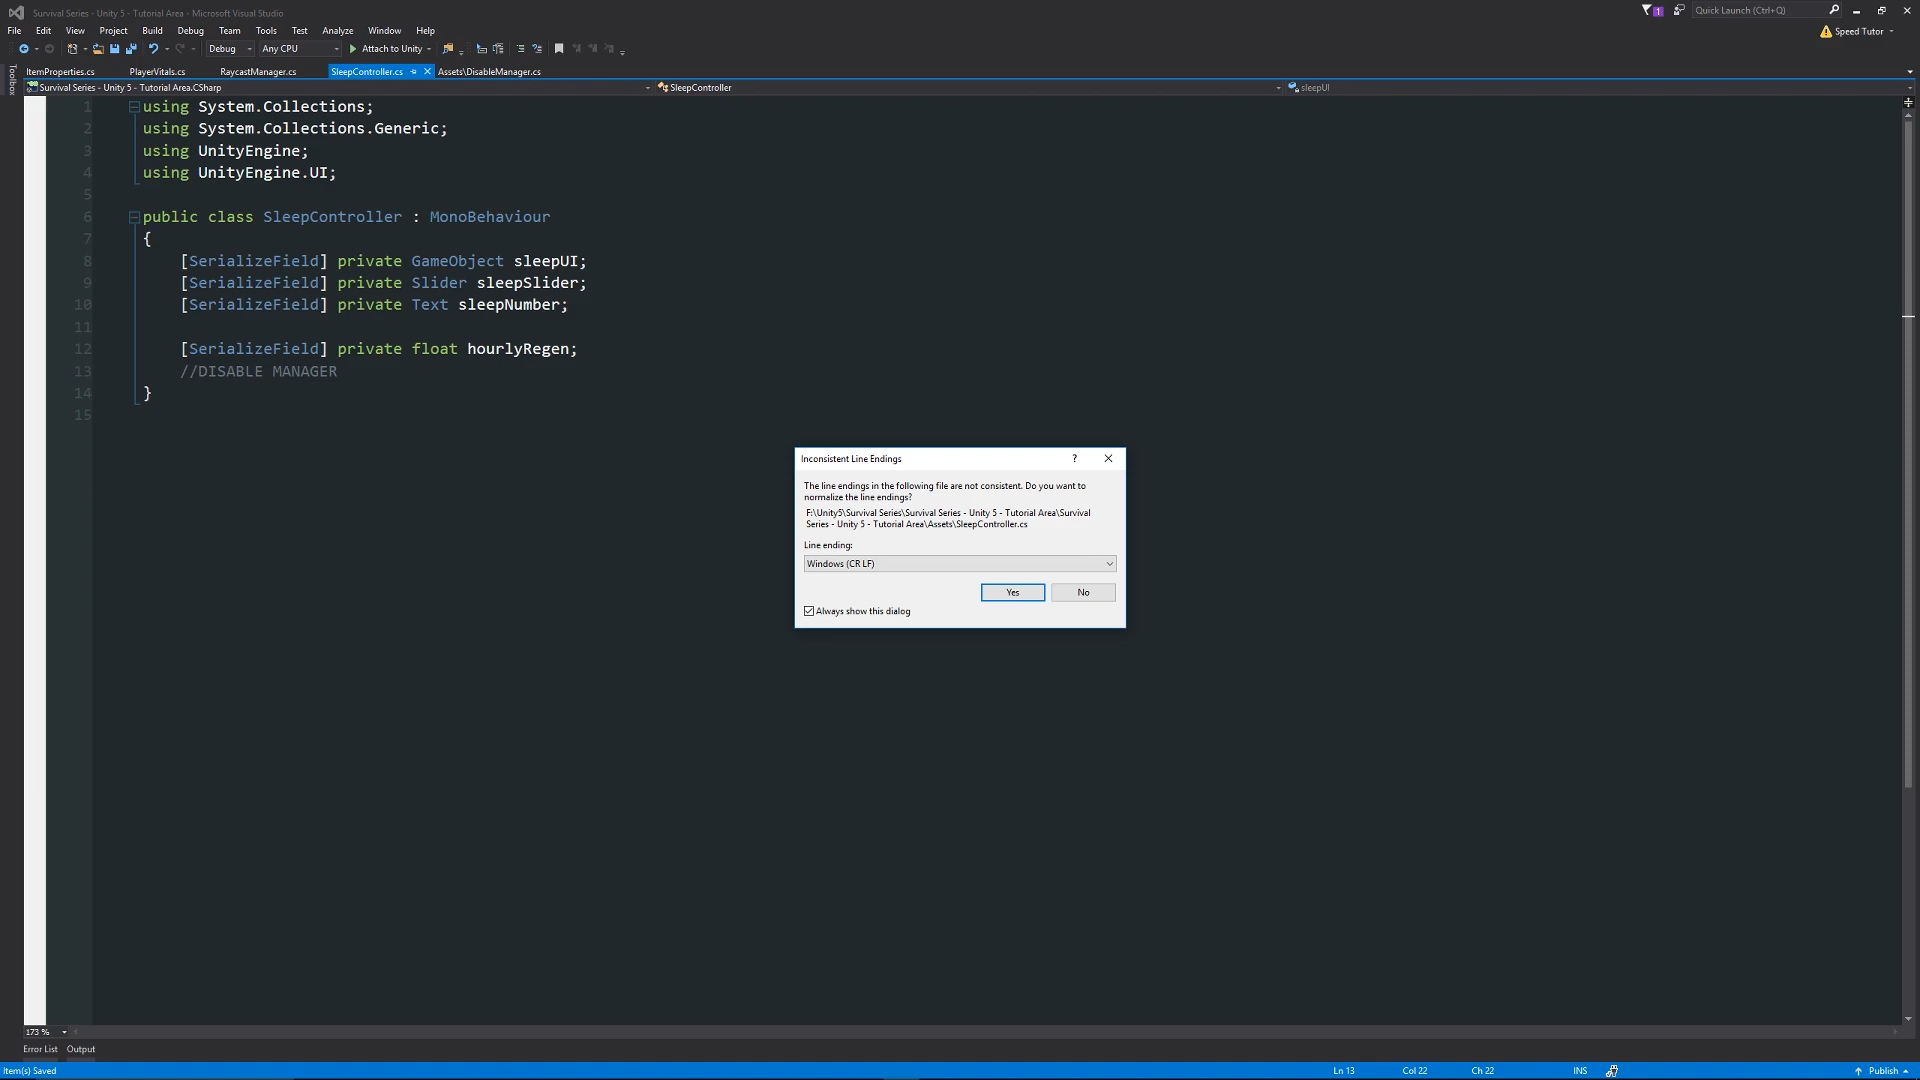 Survival Series - Unity 5 - Tutorial Area - Microsoft Visual Studio
1
Quick Launch (Ctrl+Q)
File Edit View Project Build Debug Team Tools Test Analyze Window Help
Speed Tutor
Debug Any CPU Attach to Unity
Toolbox
ItemProperties.cs PlayerVitals.cs RaycastManager.cs SleepController.cs Assets\DisableManager.cs
Survival Series - Unity 5 - Tutorial Area.CSharp SleepController sleepUI
1 using System.Collections;
2 using System.Collections.Generic;
3 using UnityEngine;
4 using UnityEngine.UI;
5
6 public class SleepController : MonoBehaviour
7 {
8 [SerializeField] private GameObject sleepUI;
9 [SerializeField] private Slider sleepSlider;
10 [SerializeField] private Text sleepNumber;
11
12 [SerializeField] private float hourlyRegen;
13 //DISABLE MANAGER
14 }
15
Inconsistent Line Endings ?
The line endings in the following file are not consistent. Do you want to
normalize the line endings?
F:\Unity5\Survival Series\Survival Series - Unity 5 - Tutorial Area\Survival
Series - Unity 5 - Tutorial Area\Assets\SleepController.cs
Line ending:
Windows (CR LF)
Yes No
Always show this dialog
173 %
Error List Output
Item(s) Saved Ln 13 Col 22 Ch 22 INS Publish